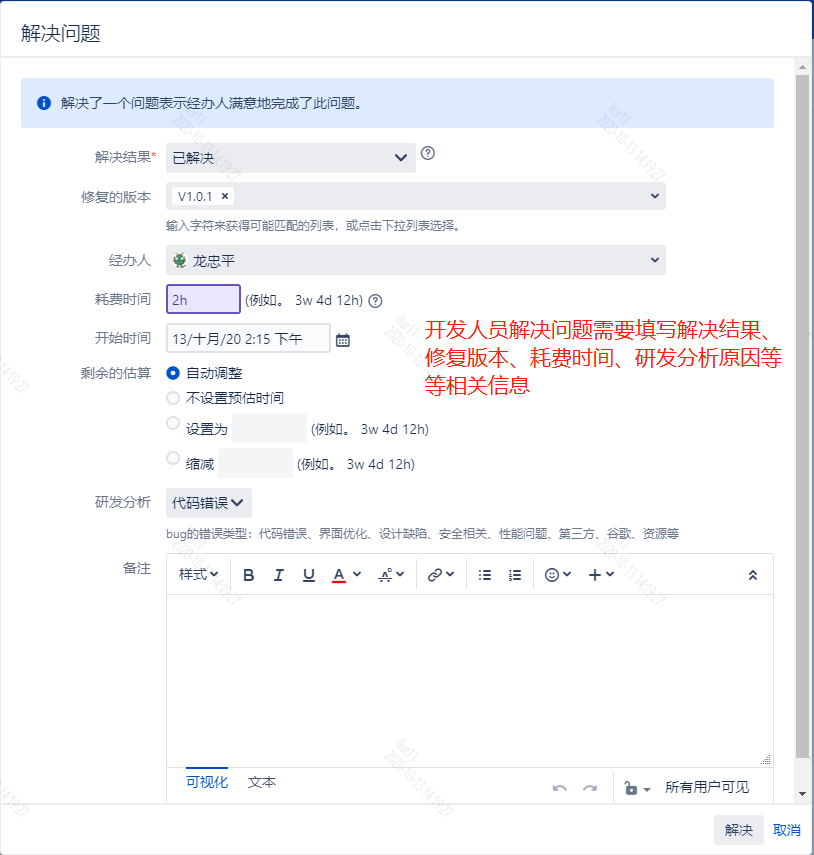 解决问题
解决了一个问题表示经办人满意地完成了此问题。
解决结果* 已解决
修复的版本 V1.0.1 ×
输入字符来获得可能匹配的列表，或点击下拉列表选择。
经办人 龙忠平
耗费时间 2h (例如。 3w 4d 12h)
开始时间 13/十月/20 2:15 下午
开发人员解决问题需要填写解决结果、
修复版本、耗费时间、研发分析原因等
等相关信息
剩余的估算 自动调整
不设置预估时间
设置为 (例如。 3w 4d 12h)
缩减 (例如。 3w 4d 12h)
研发分析 代码错误
bug的错误类型：代码错误、界面优化、设计缺陷、安全相关、性能问题、第三方、谷歌、资源等
备注 样式 B I U A
可视化 文本 所有用户可见
解决 取消